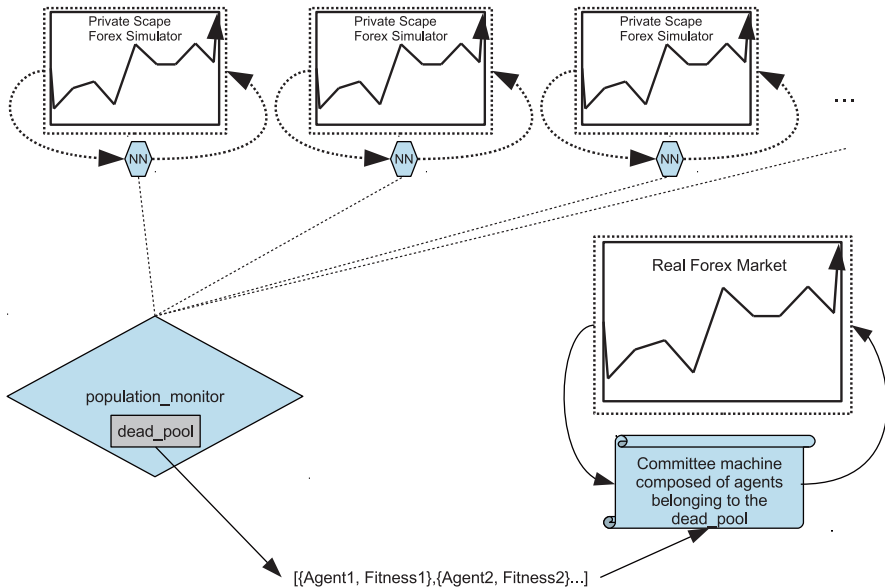 Private Scape
Forex Simulator
Private Scape
Forex Simulator
Private Scape
Forex Simulator
...
NN
NN
NN
Real Forex Market
population_monitor
dead_pool
Committee machine
composed of agents
belonging to the
dead_pool
[{Agent1, Fitness1},{Agent2, Fitness2}...]